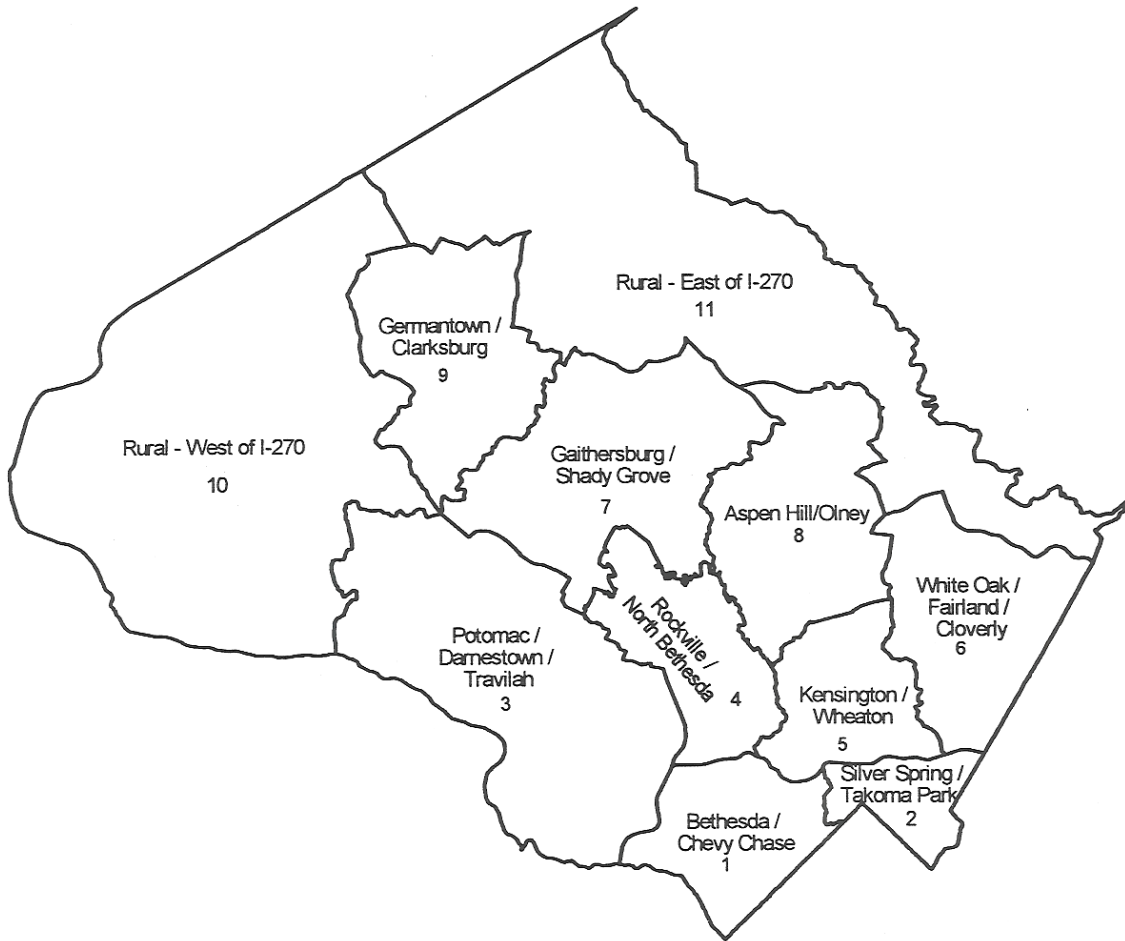 Rural - East of I-270
11
Germantown /
Clarksburg
9
Rural - West of I-270
10
Gaithersburg /
Shady Grove
7
Aspen Hill/Olney
8
White Oak /
Fairland /
Cloverly
6
Rockville /
North Bethesda
4
Potomac /
Darnestown /
Travilah
3
Kensington /
Wheaton
5
Silver Spring /
Takoma Park
2
Bethesda /
Chevy Chase
1